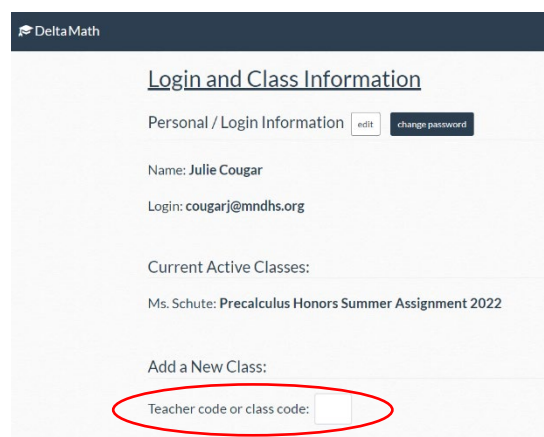 DeltaMath
Login and Class Information
Personal / Login Information edit change password
Name: Julie Cougar
Login: cougarj@mndhs.org
Current Active Classes:
Ms. Schute: Precalculus Honors Summer Assignment 2022
Add a New Class:
Teacher code or class code: